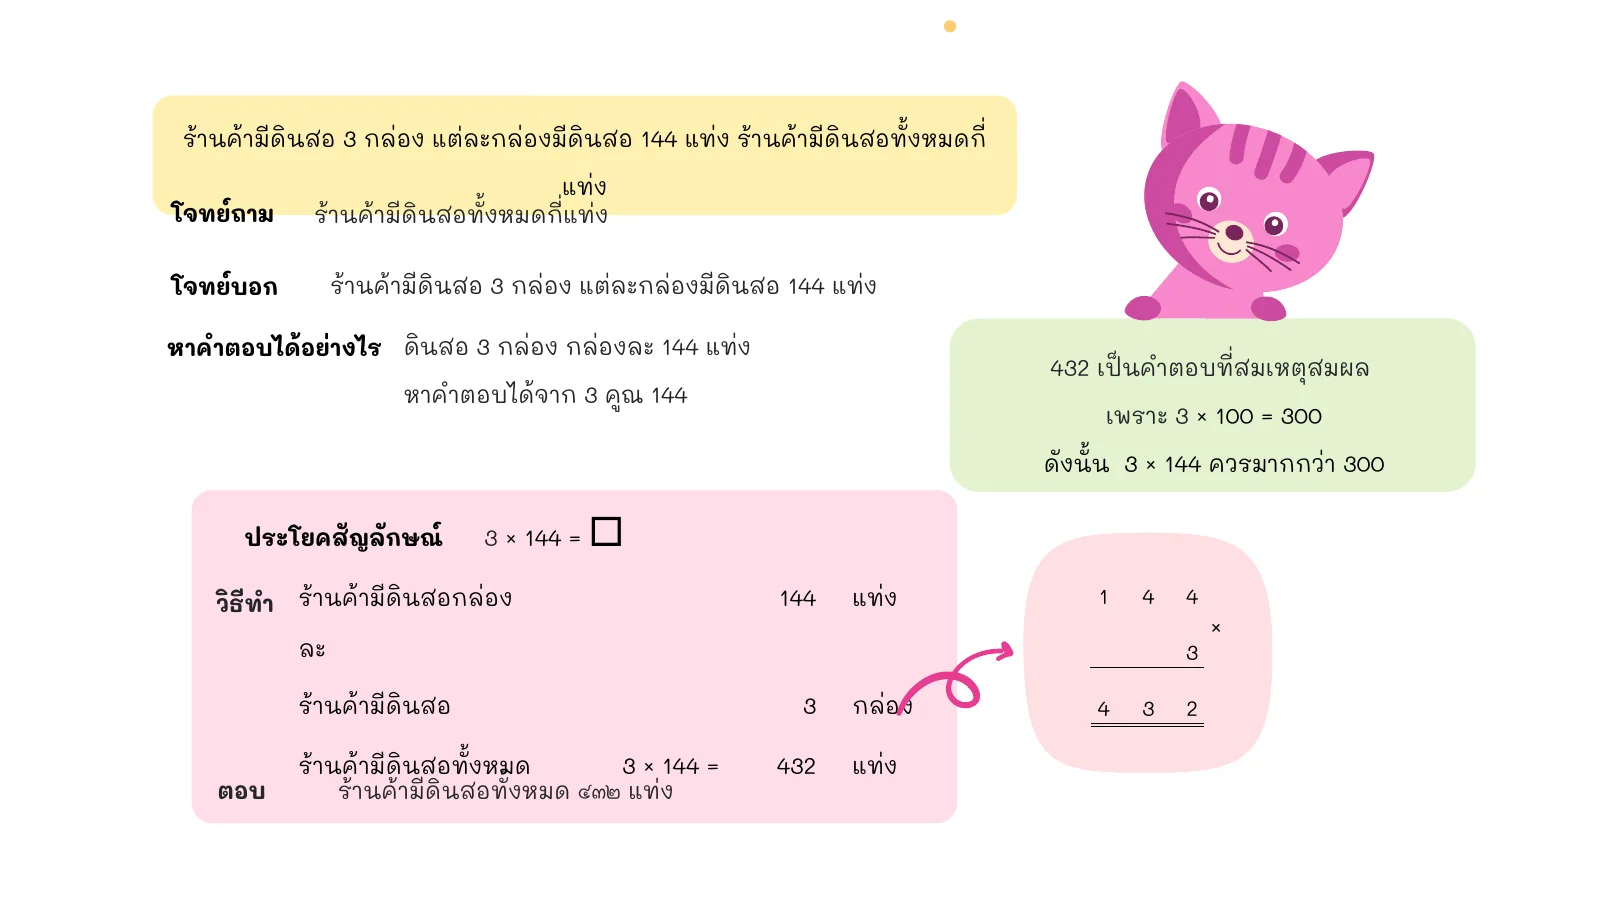 ร้านค้ามีดินสอ 3 กล่อง แต่ละกล่องมีดินสอ 144 แท่ง ร้านค้ามีดินสอทั้งหมดกี่
แท่ง
โจทย์ถาม ร้านค้ามีดินสอทั้งหมดกี่แท่ง
โจทย์บอก ร้านค้ามีดินสอ 3 กล่อง แต่ละกล่องมีดินสอ 144 แท่ง
หาคำตอบได้อย่างไร ดินสอ 3 กล่อง กล่องละ 144 แท่ง
หาคำตอบได้จาก 3 คูณ 144
432 เป็นคำตอบที่สมเหตุสมผล
เพราะ 3 × 100 = 300
ดังนั้น 3 × 144 ควรมากกว่า 300
ประโยคสัญลักษณ์ 3 × 144 = □
วิธีทำ ร้านค้ามีดินสอกล่อง 144 แท่ง
ละ
ร้านค้ามีดินสอ 3 กล่อง
ร้านค้ามีดินสอทั้งหมด 3 × 144 = 432 แท่ง
ตอบ ร้านค้ามีดินสอทั้งหมด ๔๓๒ แท่ง
1 4 4
×
3
4 3 2